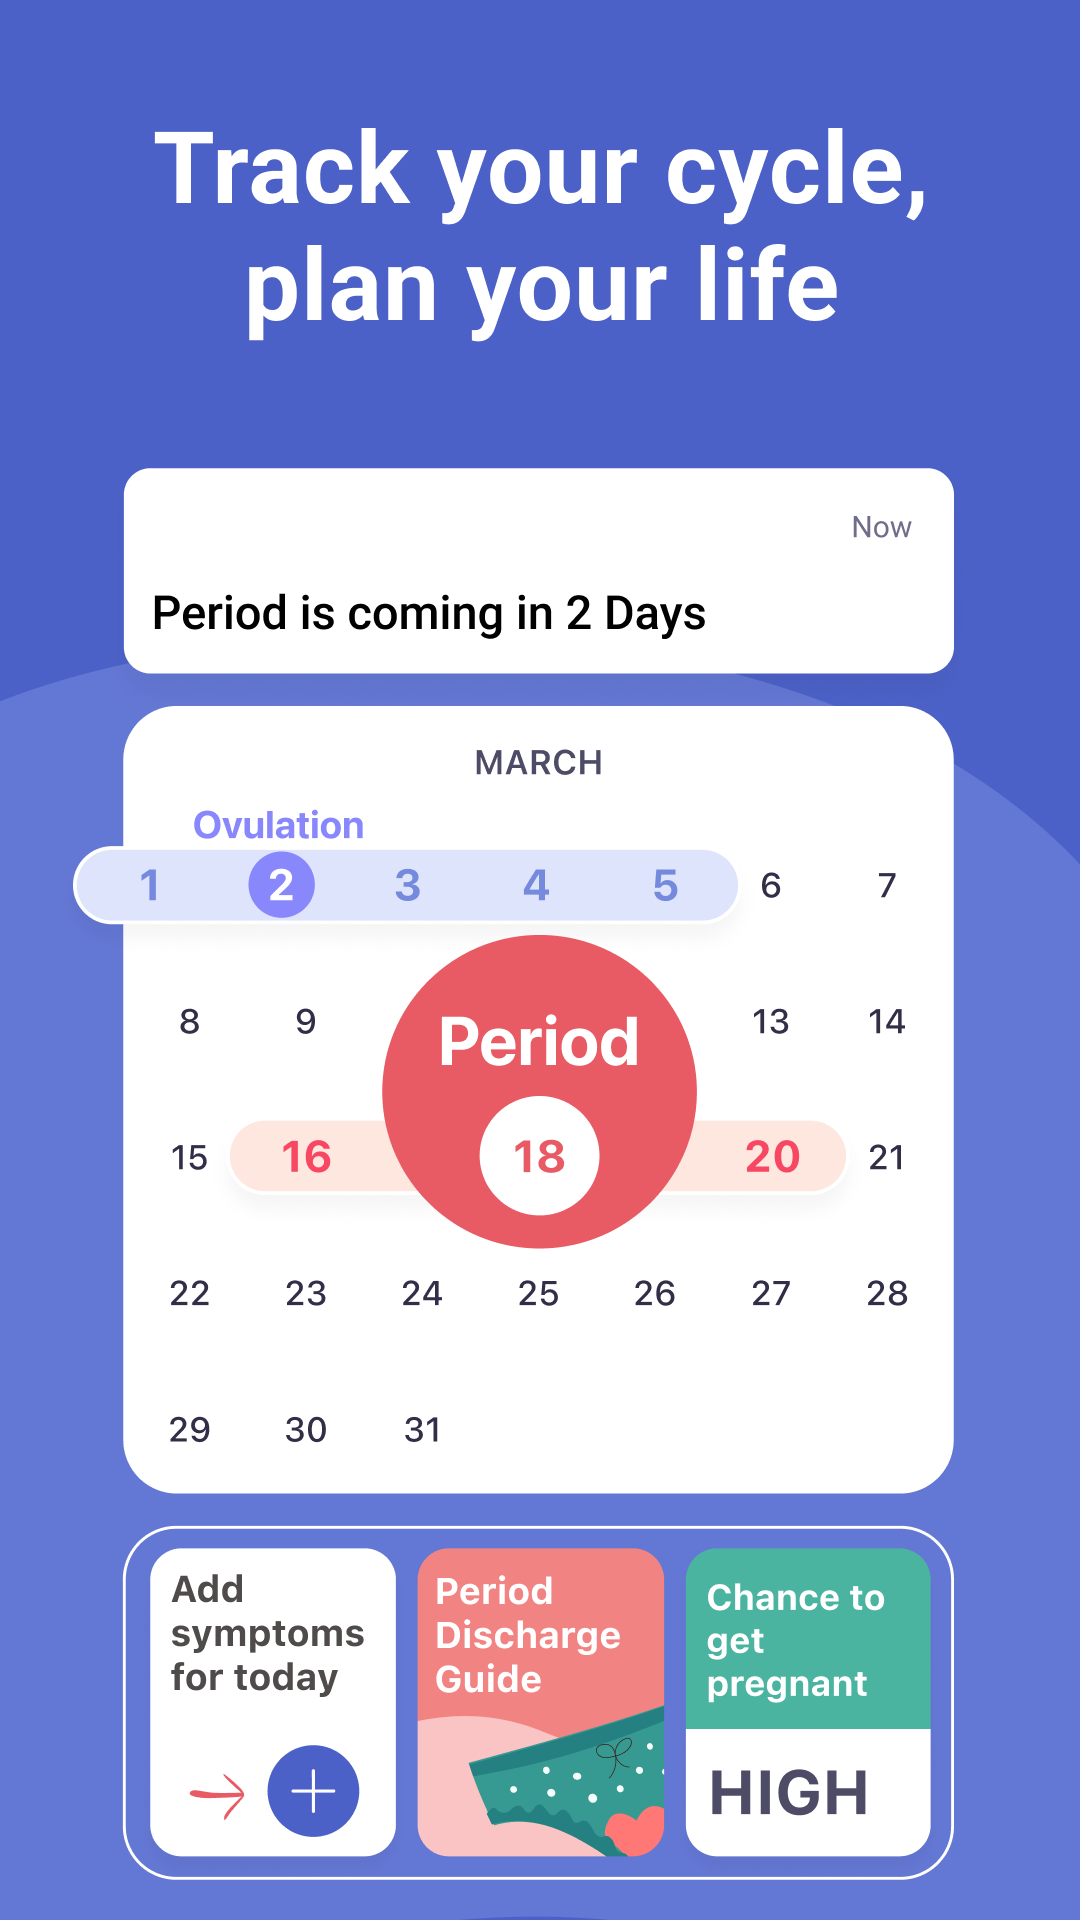 Track your cycle,
plan your life
Now
Period is coming in 2 Days
MARCH
Ovulation
1 2 3 4 5 6 7
8 9 13 14
Period
15 16 18 20 21
22 23 24 25 26 27 28
29 30 31
Add
symptoms
for today
Period
Discharge
Guide
Chance to
get
pregnant
HIGH